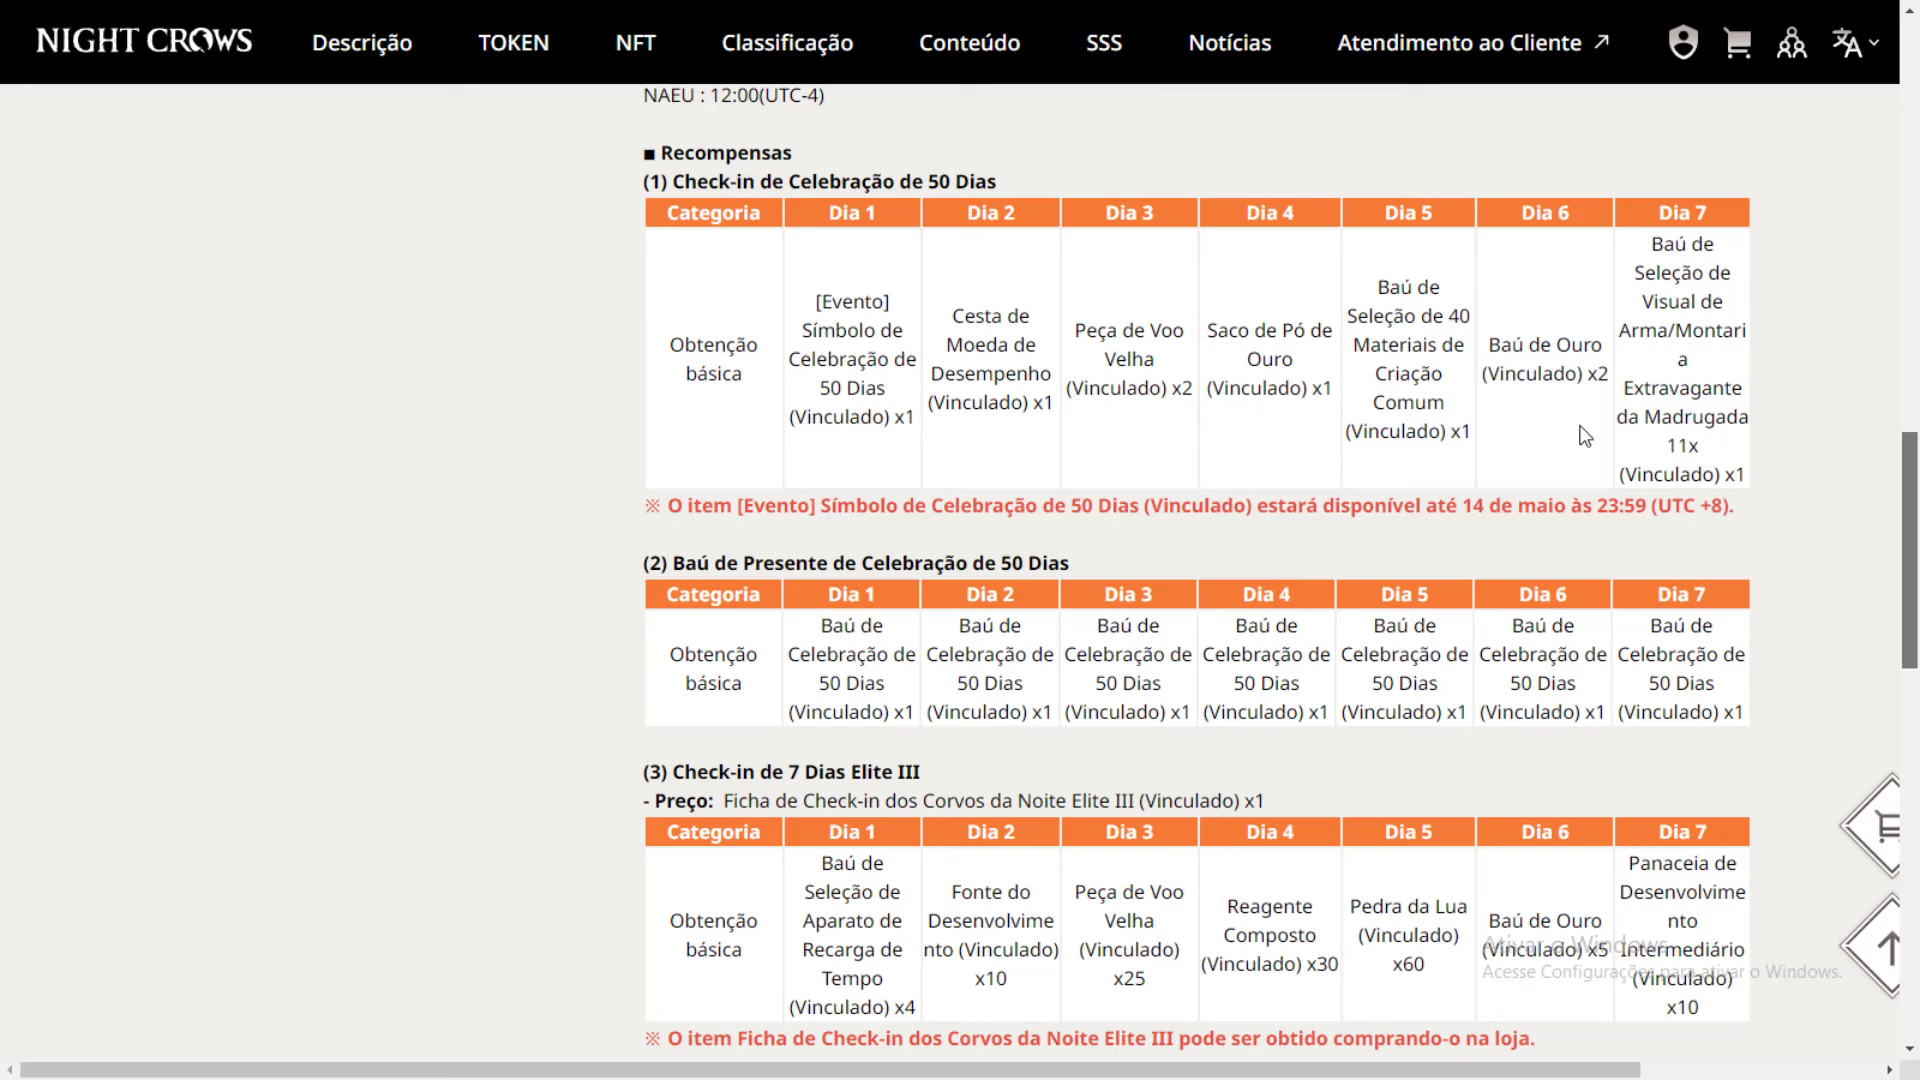 NIGHT CROWS Descrição TOKEN NFT Classificação Conteúdo SSS Notícias Atendimento ao Cliente
NAEU : 12:00(UTC-4)
■ Recompensas
(1) Check-in de Celebração de 50 Dias
Categoria Dia 1 Dia 2 Dia 3 Dia 4 Dia 5 Dia 6 Dia 7
Obtenção
básica
[Evento]
Símbolo de
Celebração de
50 Dias
(Vinculado) x1
Cesta de
Moeda de
Desempenho
(Vinculado) x1
Peça de Voo
Velha
(Vinculado) x2
Saco de Pó de
Ouro
(Vinculado) x1
Baú de
Seleção de 40
Materiais de
Criação
Comum
(Vinculado) x1
Baú de Ouro
(Vinculado) x2
Baú de
Seleção de
Visual de
Arma/Montari
a
Extravagante
da Madrugada
11x
(Vinculado) x1
※ O item [Evento] Símbolo de Celebração de 50 Dias (Vinculado) estará disponível até 14 de maio às 23:59 (UTC +8).
(2) Baú de Presente de Celebração de 50 Dias
Categoria Dia 1 Dia 2 Dia 3 Dia 4 Dia 5 Dia 6 Dia 7
Obtenção
básica
Baú de
Celebração de
50 Dias
(Vinculado) x1
Baú de
Celebração de
50 Dias
(Vinculado) x1
Baú de
Celebração de
50 Dias
(Vinculado) x1
Baú de
Celebração de
50 Dias
(Vinculado) x1
Baú de
Celebração de
50 Dias
(Vinculado) x1
Baú de
Celebração de
50 Dias
(Vinculado) x1
Baú de
Celebração de
50 Dias
(Vinculado) x1
(3) Check-in de 7 Dias Elite III
- Preço: Ficha de Check-in dos Corvos da Noite Elite III (Vinculado) x1
Categoria Dia 1 Dia 2 Dia 3 Dia 4 Dia 5 Dia 6 Dia 7
Obtenção
básica
Baú de
Seleção de
Aparato de
Recarga de
Tempo
(Vinculado) x4
Fonte do
Desenvolvime
nto (Vinculado)
x10
Peça de Voo
Velha
(Vinculado)
x25
Reagente
Composto
(Vinculado) x30
Pedra da Lua
(Vinculado)
x60
Baú de Ouro
(Vinculado) x5
Panaceia de
Desenvolvime
nto
Intermediário
(Vinculado)
x10
Ativar o Windows
Acesse Configurações para ativar o Windows.
※ O item Ficha de Check-in dos Corvos da Noite Elite III pode ser obtido comprando-o na loja.